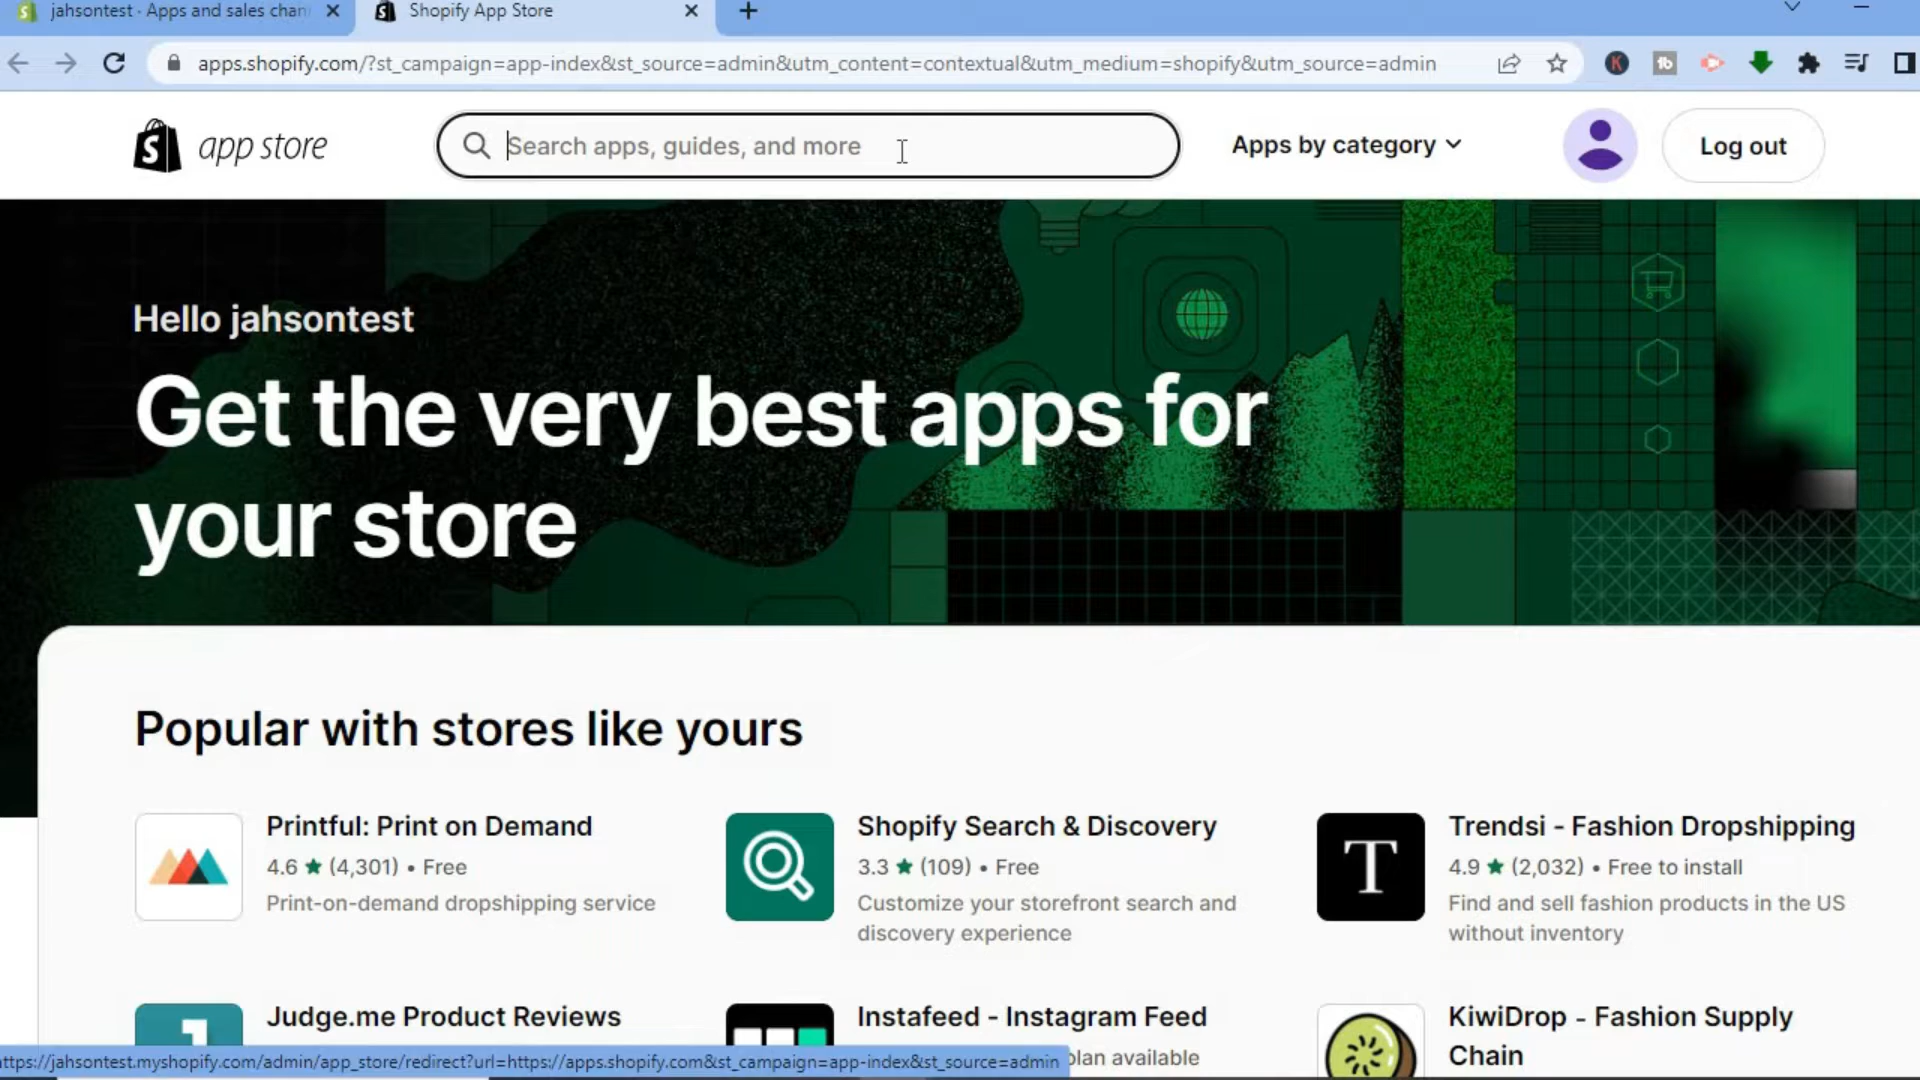 jahsontest · Apps and sales chan
Shopify App Store
apps.shopify.com/?st_campaign=app-index&st_source=admin&utm_content=contextual&utm_medium=shopify&utm_source=admin
K
tb
S app store
Search apps, guides, and more
Apps by category
Log out
Hello jahsontest
Get the very best apps for
your store
Popular with stores like yours
Printful: Print on Demand
4.6 ★ (4,301) • Free
Print-on-demand dropshipping service
Shopify Search & Discovery
3.3 ★ (109) • Free
Customize your storefront search and
discovery experience
T
Trendsi - Fashion Dropshipping
4.9 ★ (2,032) • Free to install
Find and sell fashion products in the US
without inventory
Judge.me Product Reviews
Instafeed - Instagram Feed
plan available
KiwiDrop - Fashion Supply
Chain
ttps://jahsontest.myshopify.com/admin/app_store/redirect?url=https://apps.shopify.com&st_campaign=app-index&st_source=admin